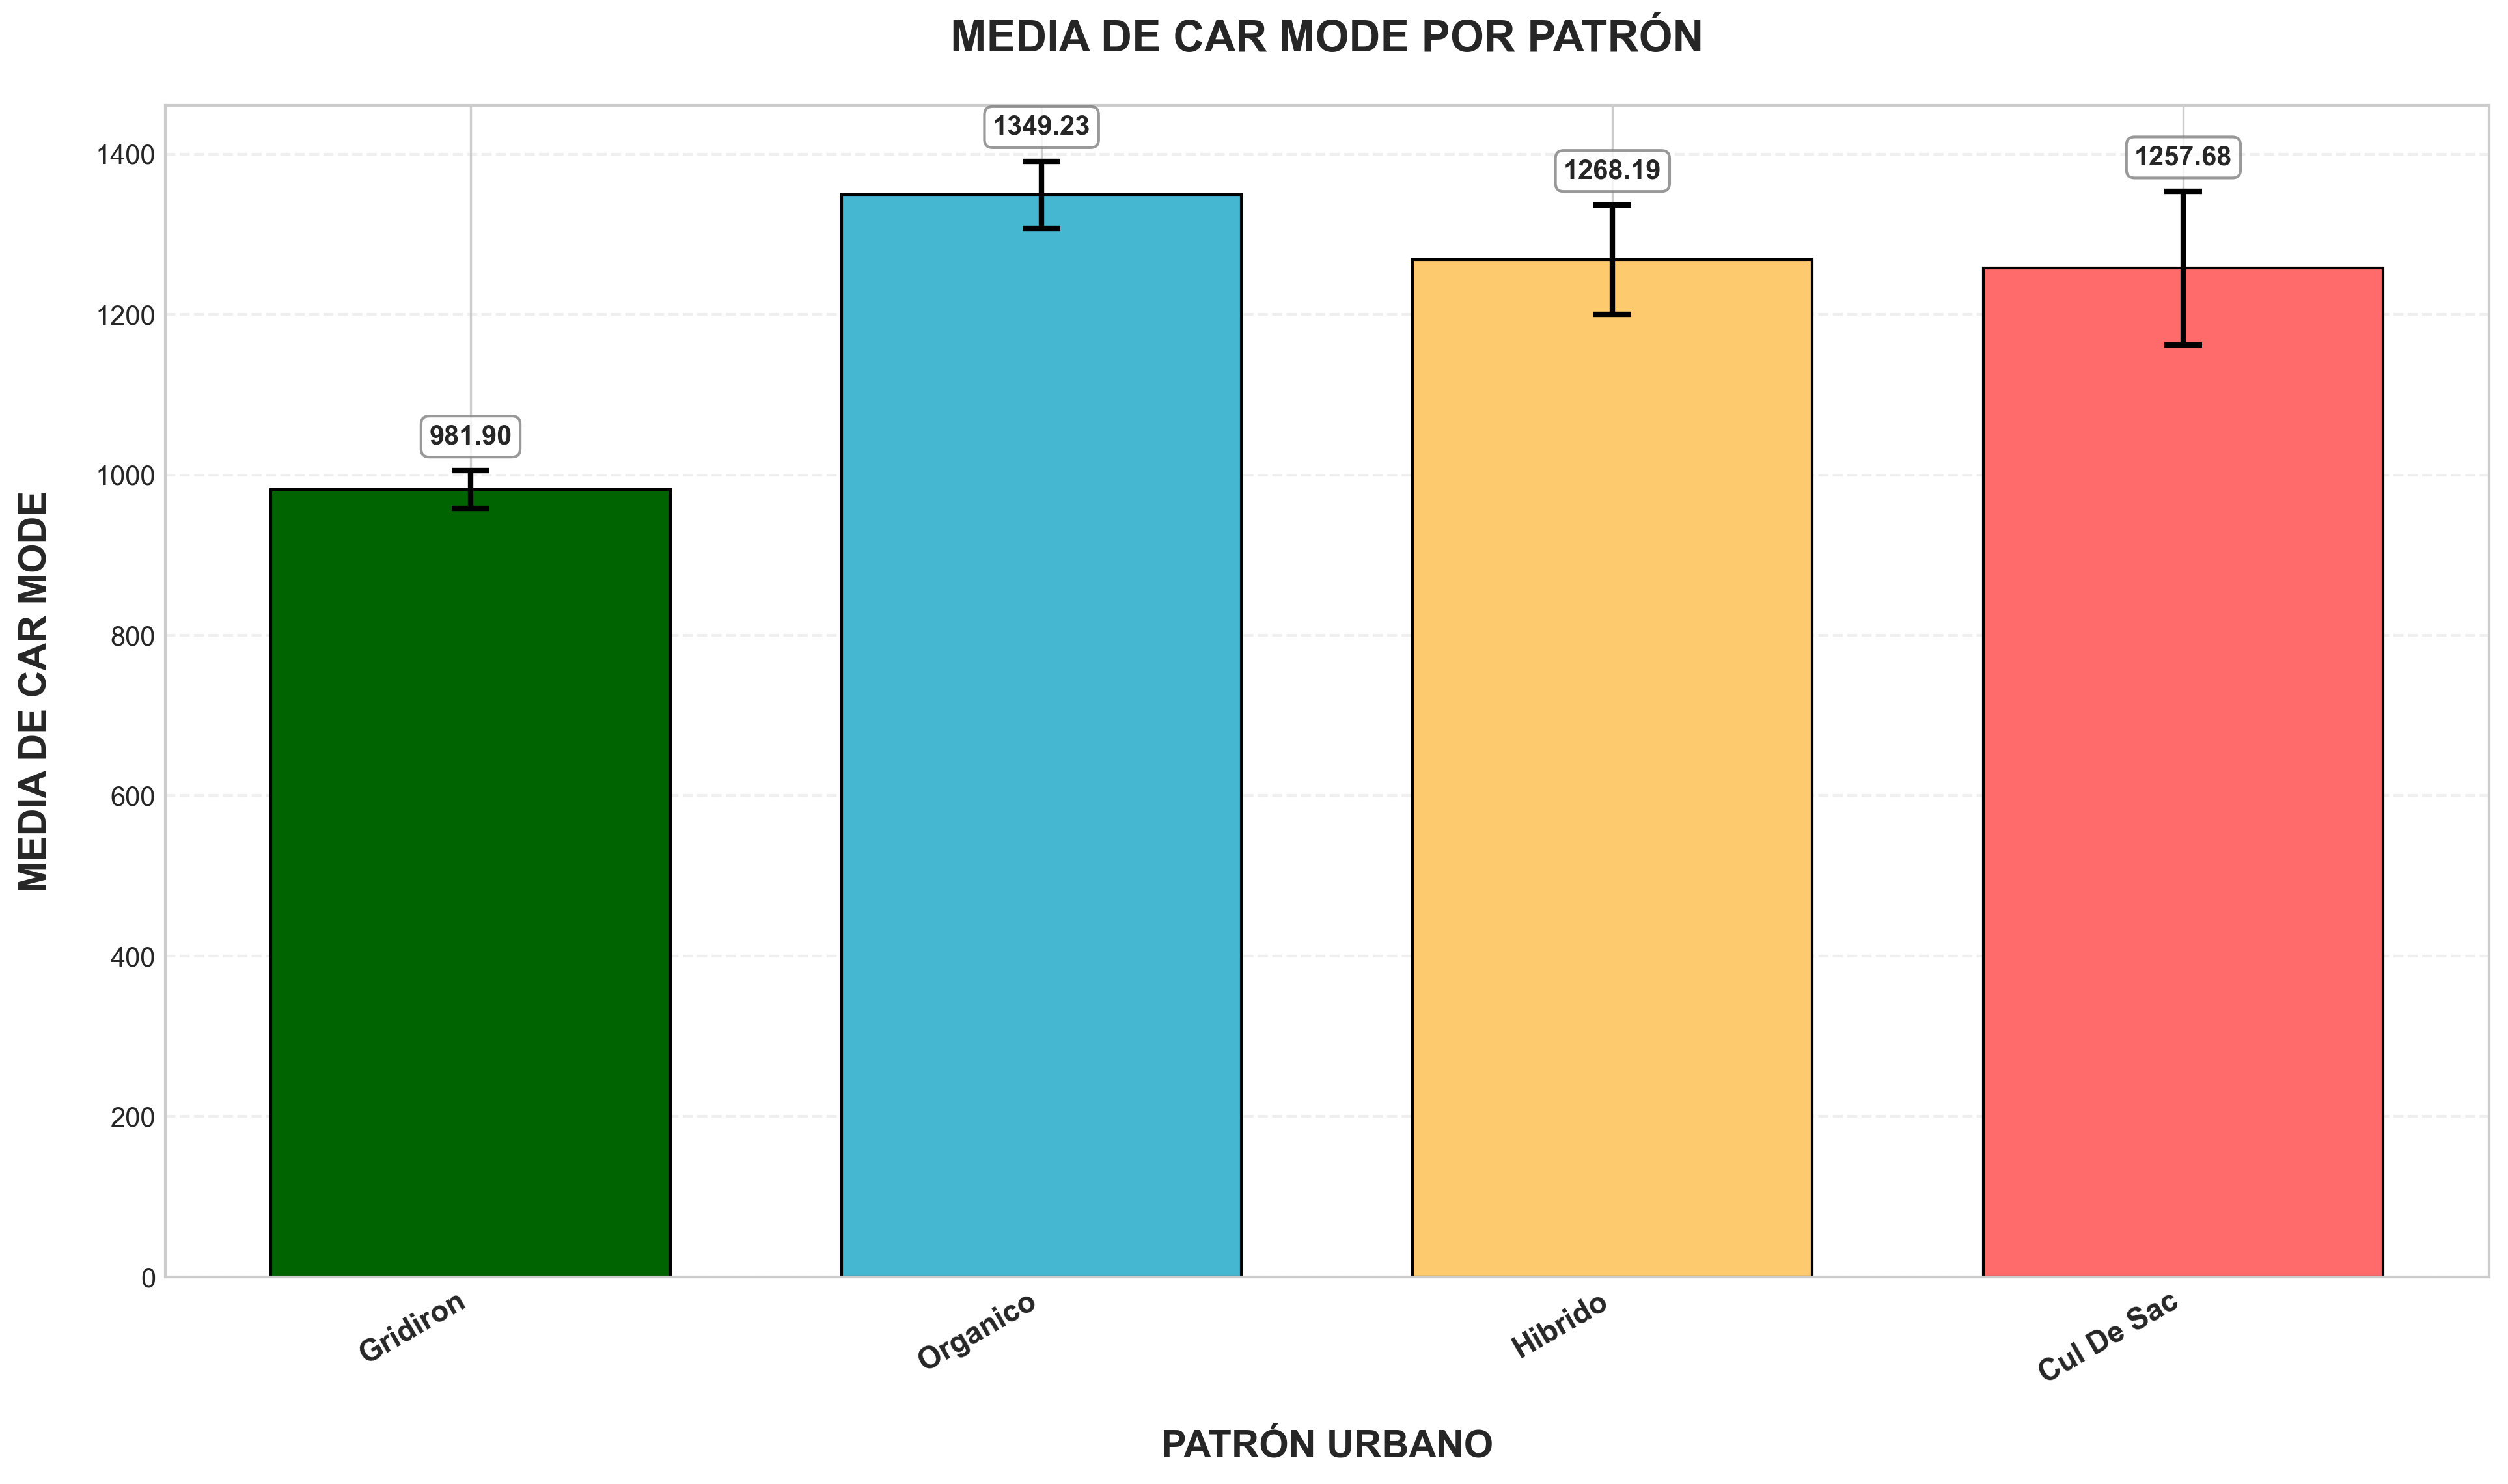 MEDIA DE CAR MODE POR PATRÓN
MEDIA DE CAR MODE
1400
1200
1000
800
600
400
200
0
981.90
1349.23
1268.19
1257.68
Gridiron
Organico
Hibrido
Cul De Sac
PATRÓN URBANO